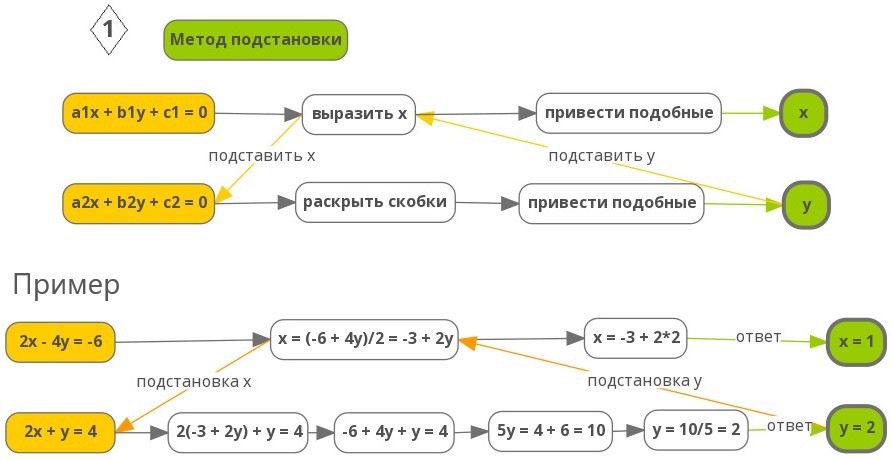 1
Метод подстановки
a1x + b1y + c1 = 0
выразить x
привести подобные
x
подставить x
подставить y
a2x + b2y + c2 = 0
раскрыть скобки
привести подобные
y
Пример
2x - 4y = -6
x = (-6 + 4y)/2 = -3 + 2y
x = -3 + 2*2
ответ
x = 1
подстановка x
подстановка y
2x + y = 4
2(-3 + 2y) + y = 4
-6 + 4y + y = 4
5y = 4 + 6 = 10
y = 10/5 = 2
ответ
y = 2